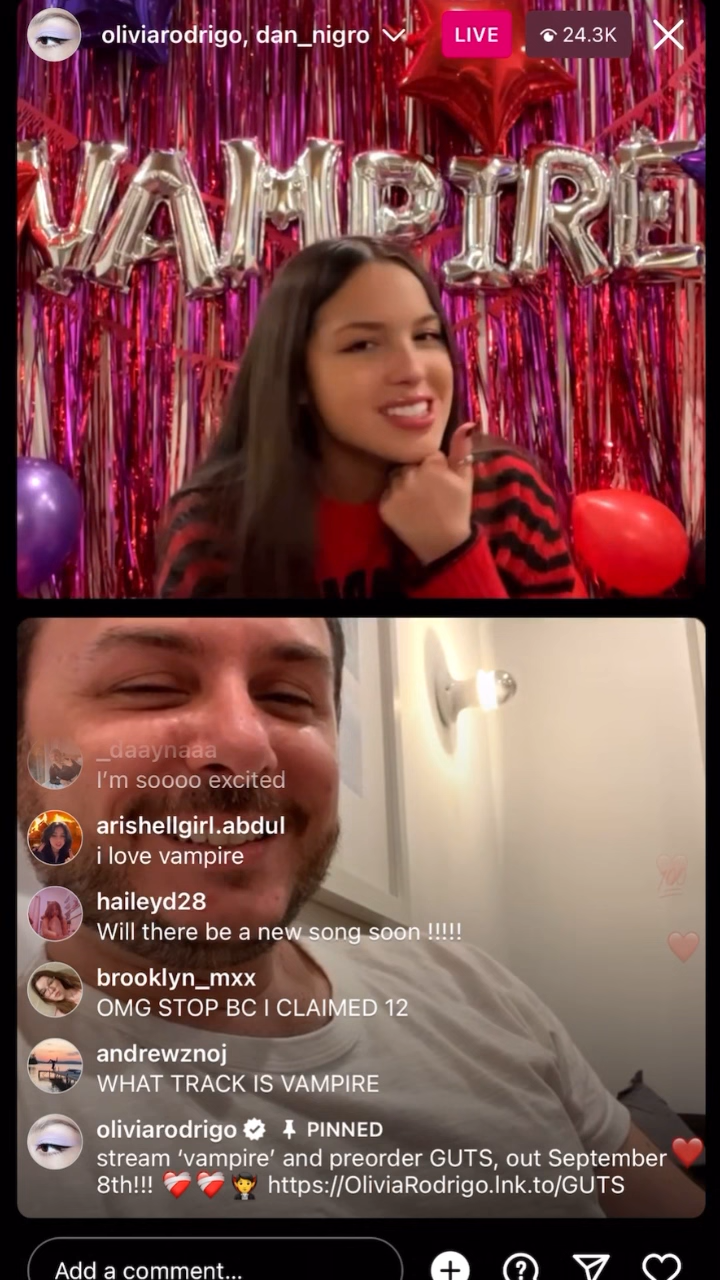 oliviarodrigo, dan_nigro
LIVE
24.3K
VAMPIRE
_daaynaaa
I'm soooo excited
arishellgirl.abdul
i love vampire
haileyd28
Will there be a new song soon !!!!!
brooklyn_mxx
OMG STOP BC I CLAIMED 12
andrewznoj
WHAT TRACK IS VAMPIRE
oliviarodrigo PINNED
stream ‘vampire’ and preorder GUTS, out September
8th!!! ❤️‍🩹❤️‍🩹🧛 https://OliviaRodrigo.lnk.to/GUTS
Add a comment...